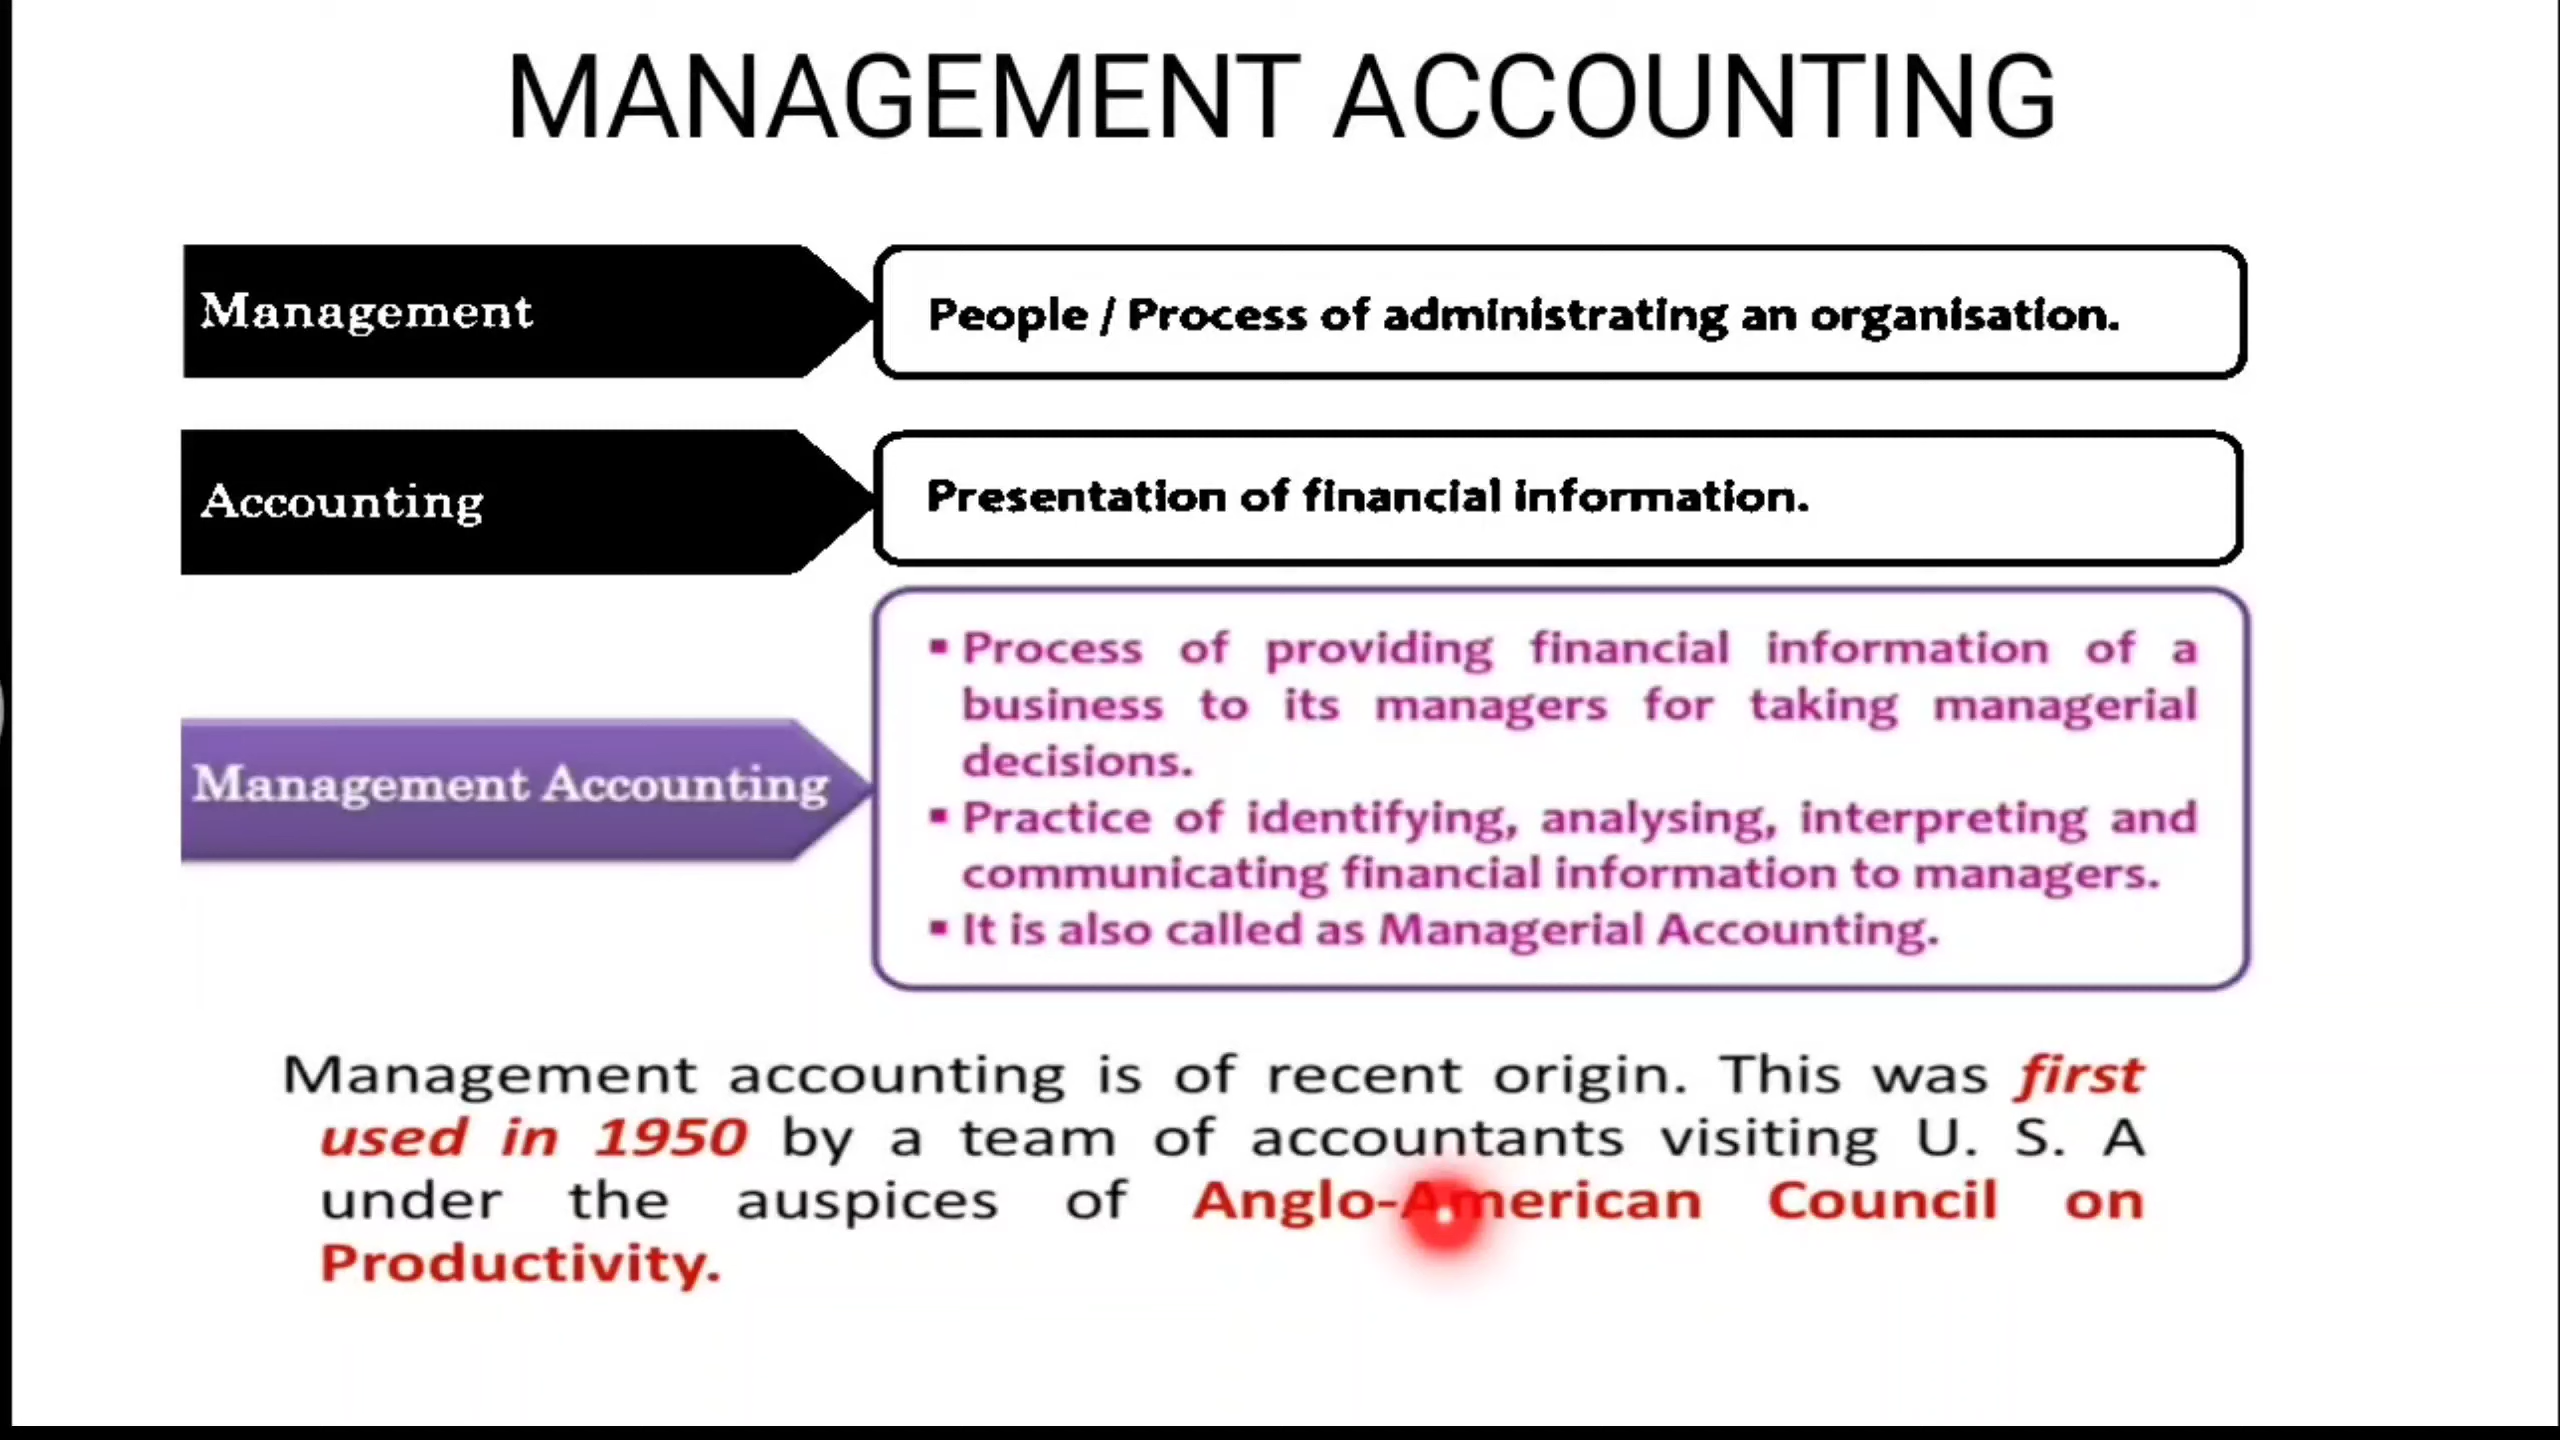 MANAGEMENT ACCOUNTING
Management
People / Process of administrating an organisation.
Accounting
Presentation of financial information.
Management Accounting
▪ Process of providing financial information of a
business to its managers for taking managerial
decisions.
▪ Practice of identifying, analysing, interpreting and
communicating financial information to managers.
▪ It is also called as Managerial Accounting.
Management accounting is of recent origin. This was first
used in 1950 by a team of accountants visiting U. S. A
under the auspices of Anglo-American Council on
Productivity.